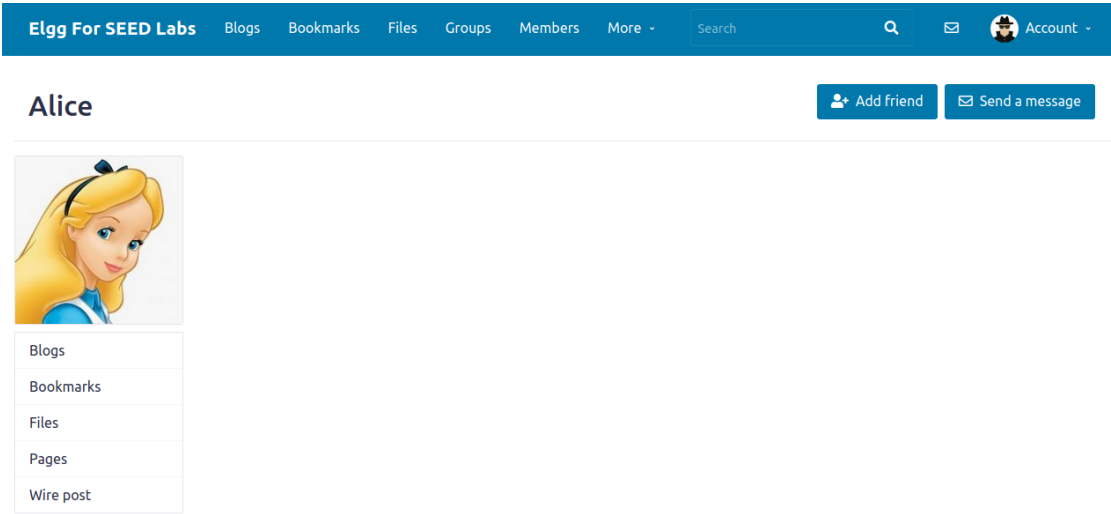 Elgg For SEED Labs Blogs Bookmarks Files Groups Members More Search Account
Alice Add friend Send a message
Blogs
Bookmarks
Files
Pages
Wire post